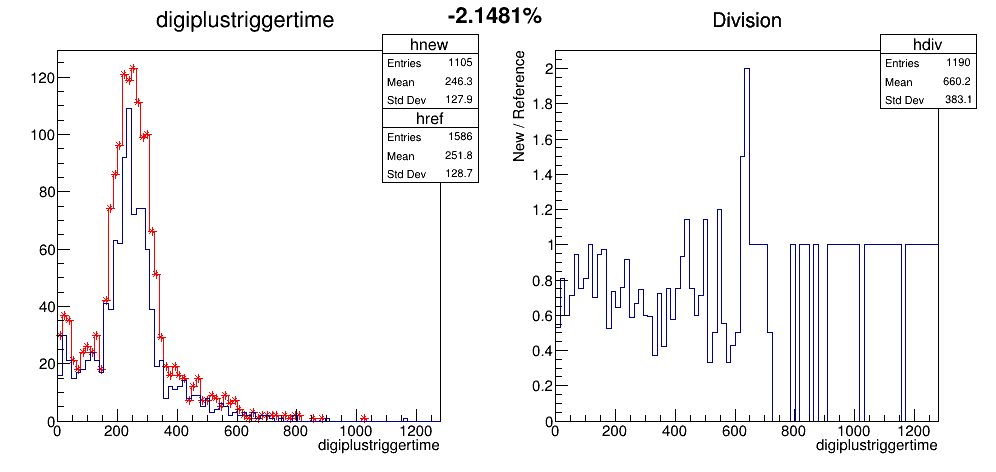 digiplustriggertime
-2.1481%
Division
hnew
Entries 1105
Mean 246.3
Std Dev 127.9
href
Entries 1586
Mean 251.8
Std Dev 128.7
120
100
80
60
40
20
0
0 200 400 600 800 1000 1200
digiplustriggertime
hdiv
Entries 1190
Mean 660.2
Std Dev 383.1
New / Reference
2
1.8
1.6
1.4
1.2
1
0.8
0.6
0.4
0.2
0
0 200 400 600 800 1000 1200
digiplustriggertime